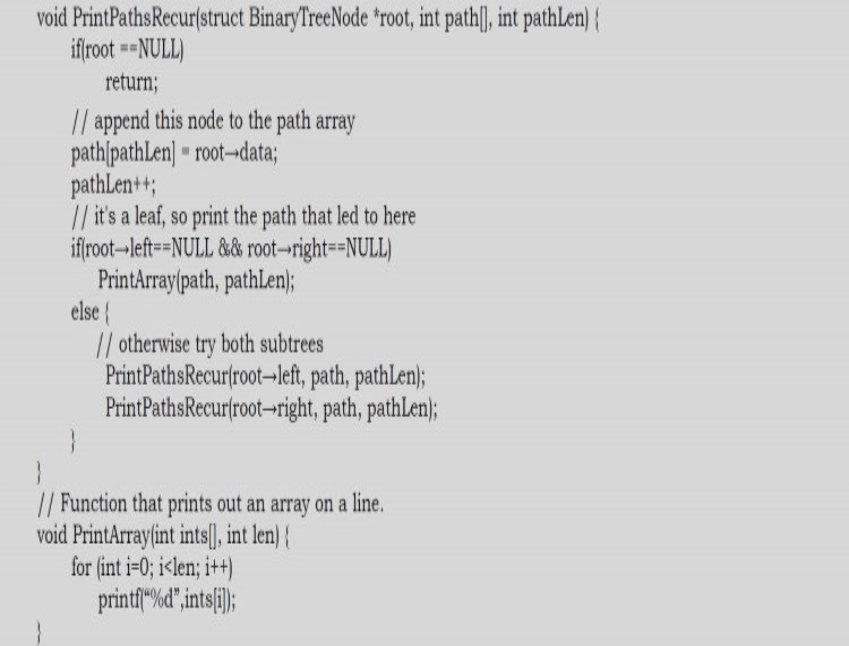 void PrintPathsRecur(struct BinaryTreeNode *root, int path[], int pathLen) {
if(root ==NULL)
return;
// append this node to the path array
path[pathLen] = root→data;
pathLen++;
// it's a leaf, so print the path that led to here
if(root→left==NULL && root→right==NULL)
PrintArray(path, pathLen);
else {
// otherwise try both subtrees
PrintPathsRecur(root→left, path, pathLen);
PrintPathsRecur(root→right, path, pathLen);
}
}
// Function that prints out an array on a line.
void PrintArray(int ints[], int len) {
for (int i=0; i<len; i++)
printf(“%d”,ints[i]);
}